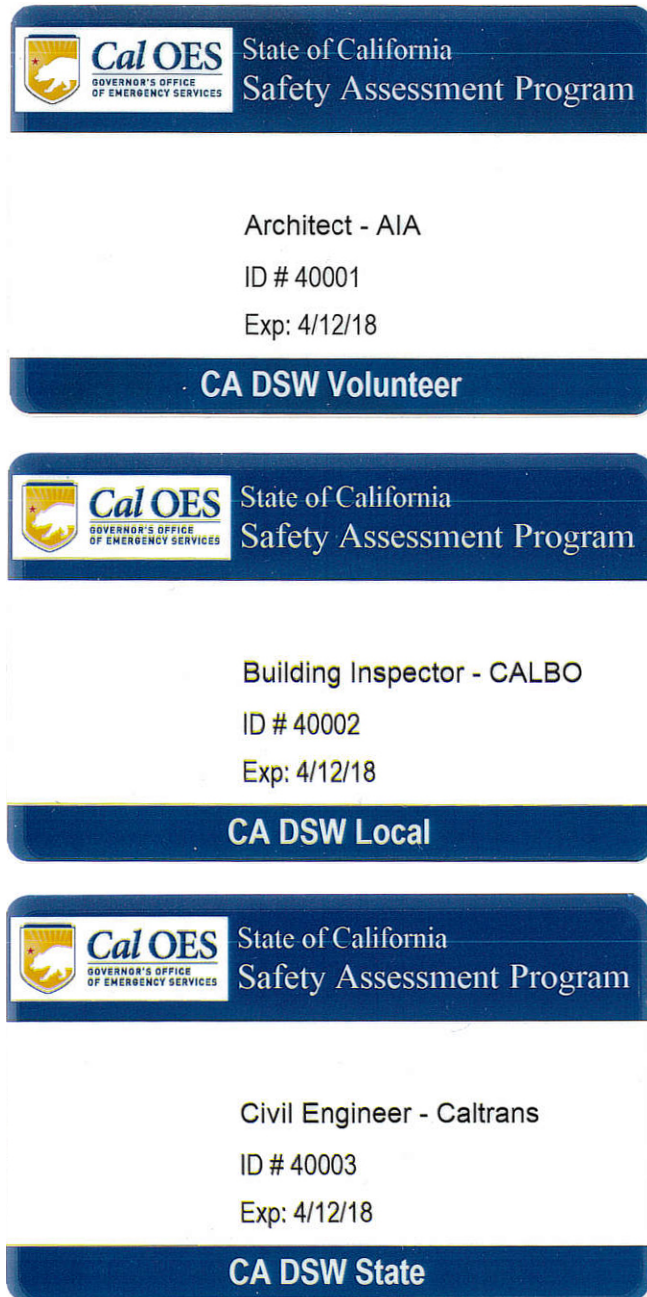 Cal OES
GOVERNOR'S OFFICE
OF EMERGENCY SERVICES
State of California
Safety Assessment Program
Architect - AIA
ID # 40001
Exp: 4/12/18
CA DSW Volunteer
Cal OES
GOVERNOR'S OFFICE
OF EMERGENCY SERVICES
State of California
Safety Assessment Program
Building Inspector - CALBO
ID # 40002
Exp: 4/12/18
CA DSW Local
Cal OES
GOVERNOR'S OFFICE
OF EMERGENCY SERVICES
State of California
Safety Assessment Program
Civil Engineer - Caltrans
ID # 40003
Exp: 4/12/18
CA DSW State